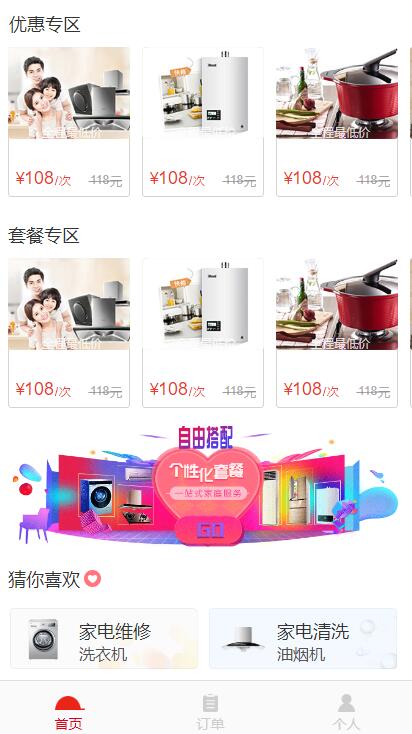 优惠专区
全程最低价
快修
全程最低价
¥108/次 118元
¥108/次 118元
¥108/次 118元
套餐专区
全程最低价
快修
全程最低价
¥108/次 118元
¥108/次 118元
¥108/次 118元
自由搭配
个性化套餐
一站式家庭服务
GO
猜你喜欢
家电维修
洗衣机
家电清洗
油烟机
首页 订单 个人